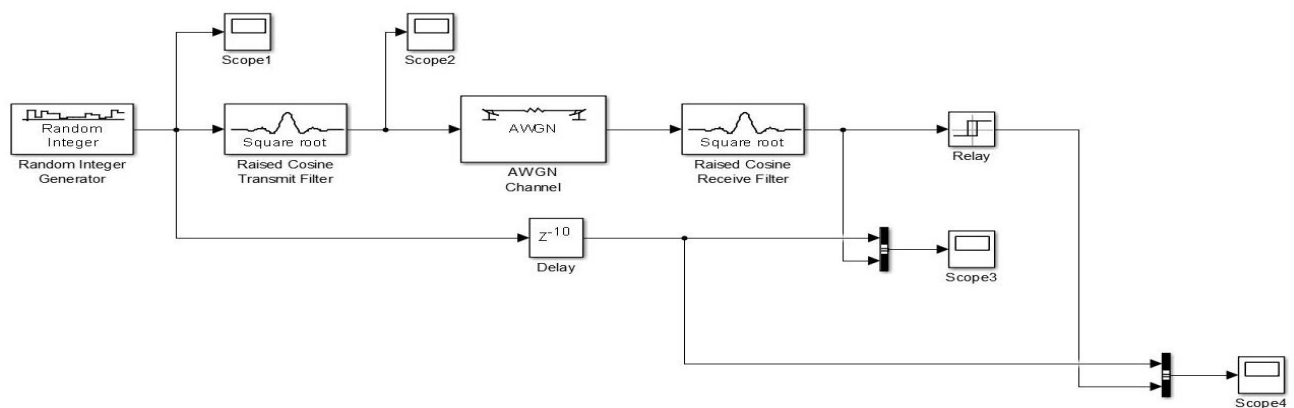 Scope1
Scope2
Random
Integer
Random Integer
Generator
Square root
Raised Cosine
Transmit Filter
AWGN
AWGN
Channel
Square root
Raised Cosine
Receive Filter
Relay
Z-10
Delay
Scope3
Scope4